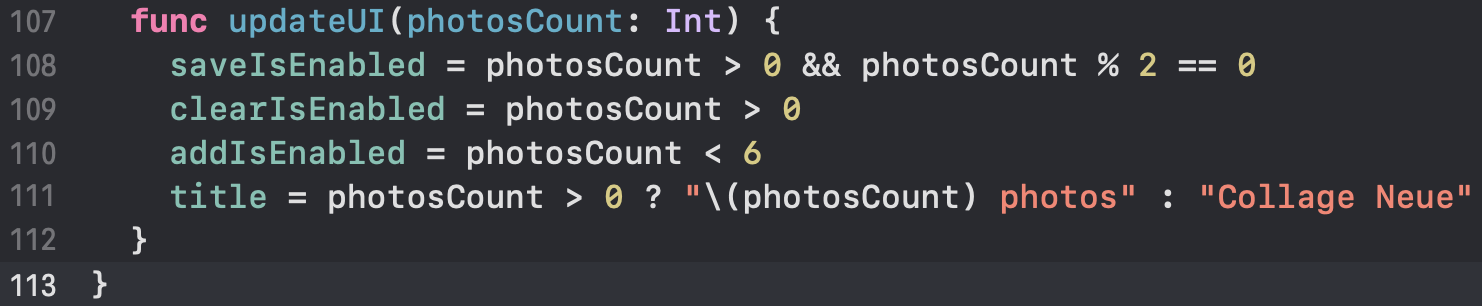 107 func updateUI(photosCount: Int) {
108 saveIsEnabled = photosCount > 0 && photosCount % 2 == 0
109 clearIsEnabled = photosCount > 0
110 addIsEnabled = photosCount < 6
111 title = photosCount > 0 ? "\(photosCount) photos" : "Collage Neue"
112 }
113 }